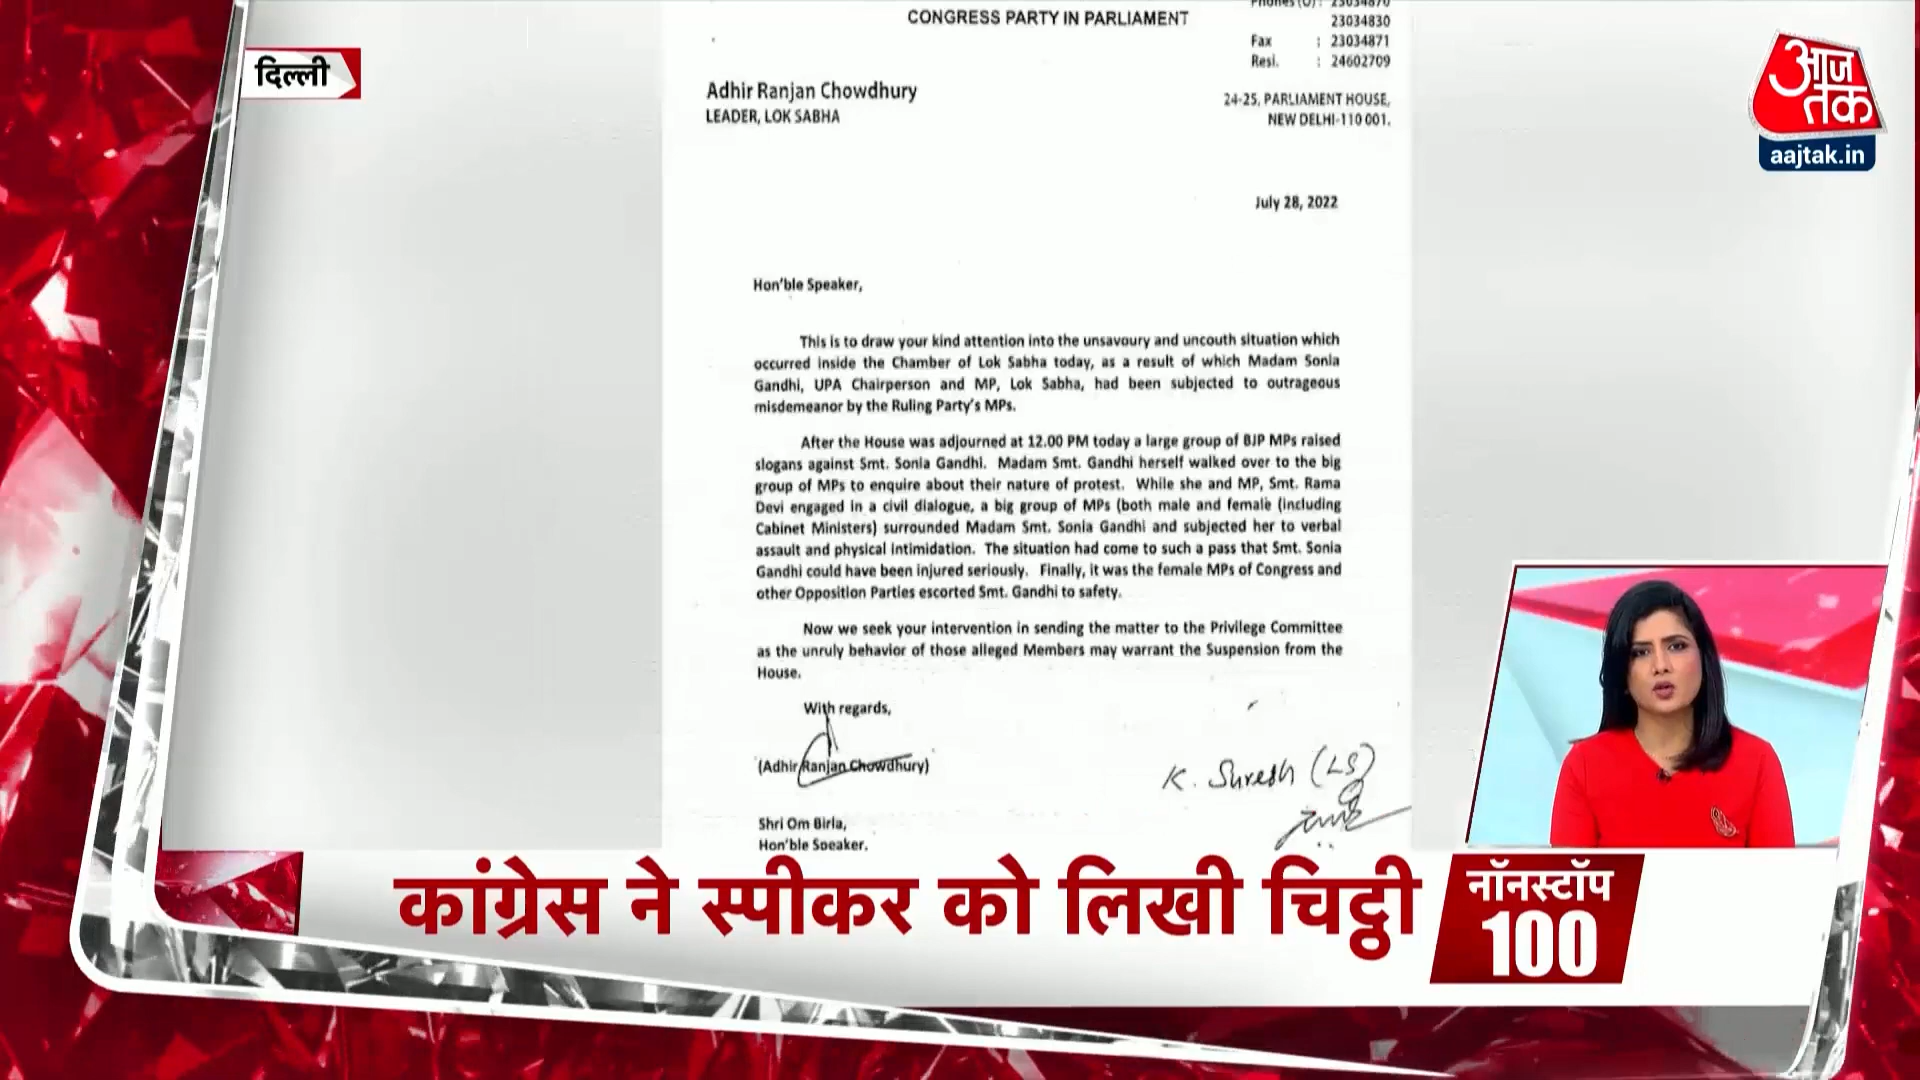 दिल्ली
CONGRESS PARTY IN PARLIAMENT
Phones (O) : 23034870
23034830
Fax : 23034871
Resi. : 24602709
Adhir Ranjan Chowdhury
LEADER, LOK SABHA
24-25, PARLIAMENT HOUSE,
NEW DELHI-110 001.
July 28, 2022
Hon'ble Speaker,
This is to draw your kind attention into the unsavoury and uncouth situation which
occurred inside the Chamber of Lok Sabha today, as a result of which Madam Sonia
Gandhi, UPA Chairperson and MP, Lok Sabha, had been subjected to outrageous
misdemeanor by the Ruling Party's MPs.
After the House was adjourned at 12.00 PM today a large group of BJP MPs raised
slogans against Smt. Sonia Gandhi. Madam Smt. Gandhi herself walked over to the big
group of MPs to enquire about their nature of protest. While she and MP, Smt. Rama
Devi engaged in a civil dialogue, a big group of MPs (both male and female (including
Cabinet Ministers) surrounded Madam Smt. Sonia Gandhi and subjected her to verbal
assault and physical intimidation. The situation had come to such a pass that Smt. Sonia
Gandhi could have been injured seriously. Finally, it was the female MPs of Congress and
other Opposition Parties escorted Smt. Gandhi to safety.
Now we seek your intervention in sending the matter to the Privilege Committee
as the unruly behavior of those alleged Members may warrant the Suspension from the
House.
With regards,
(Adhir Ranjan Chowdhury)
K. Suresh (LS)
Shri Om Birla,
Hon'ble Speaker.
आज
तक
aajtak.in
कांग्रेस ने स्पीकर को लिखी चिट्ठी
नॉनस्टॉप
100